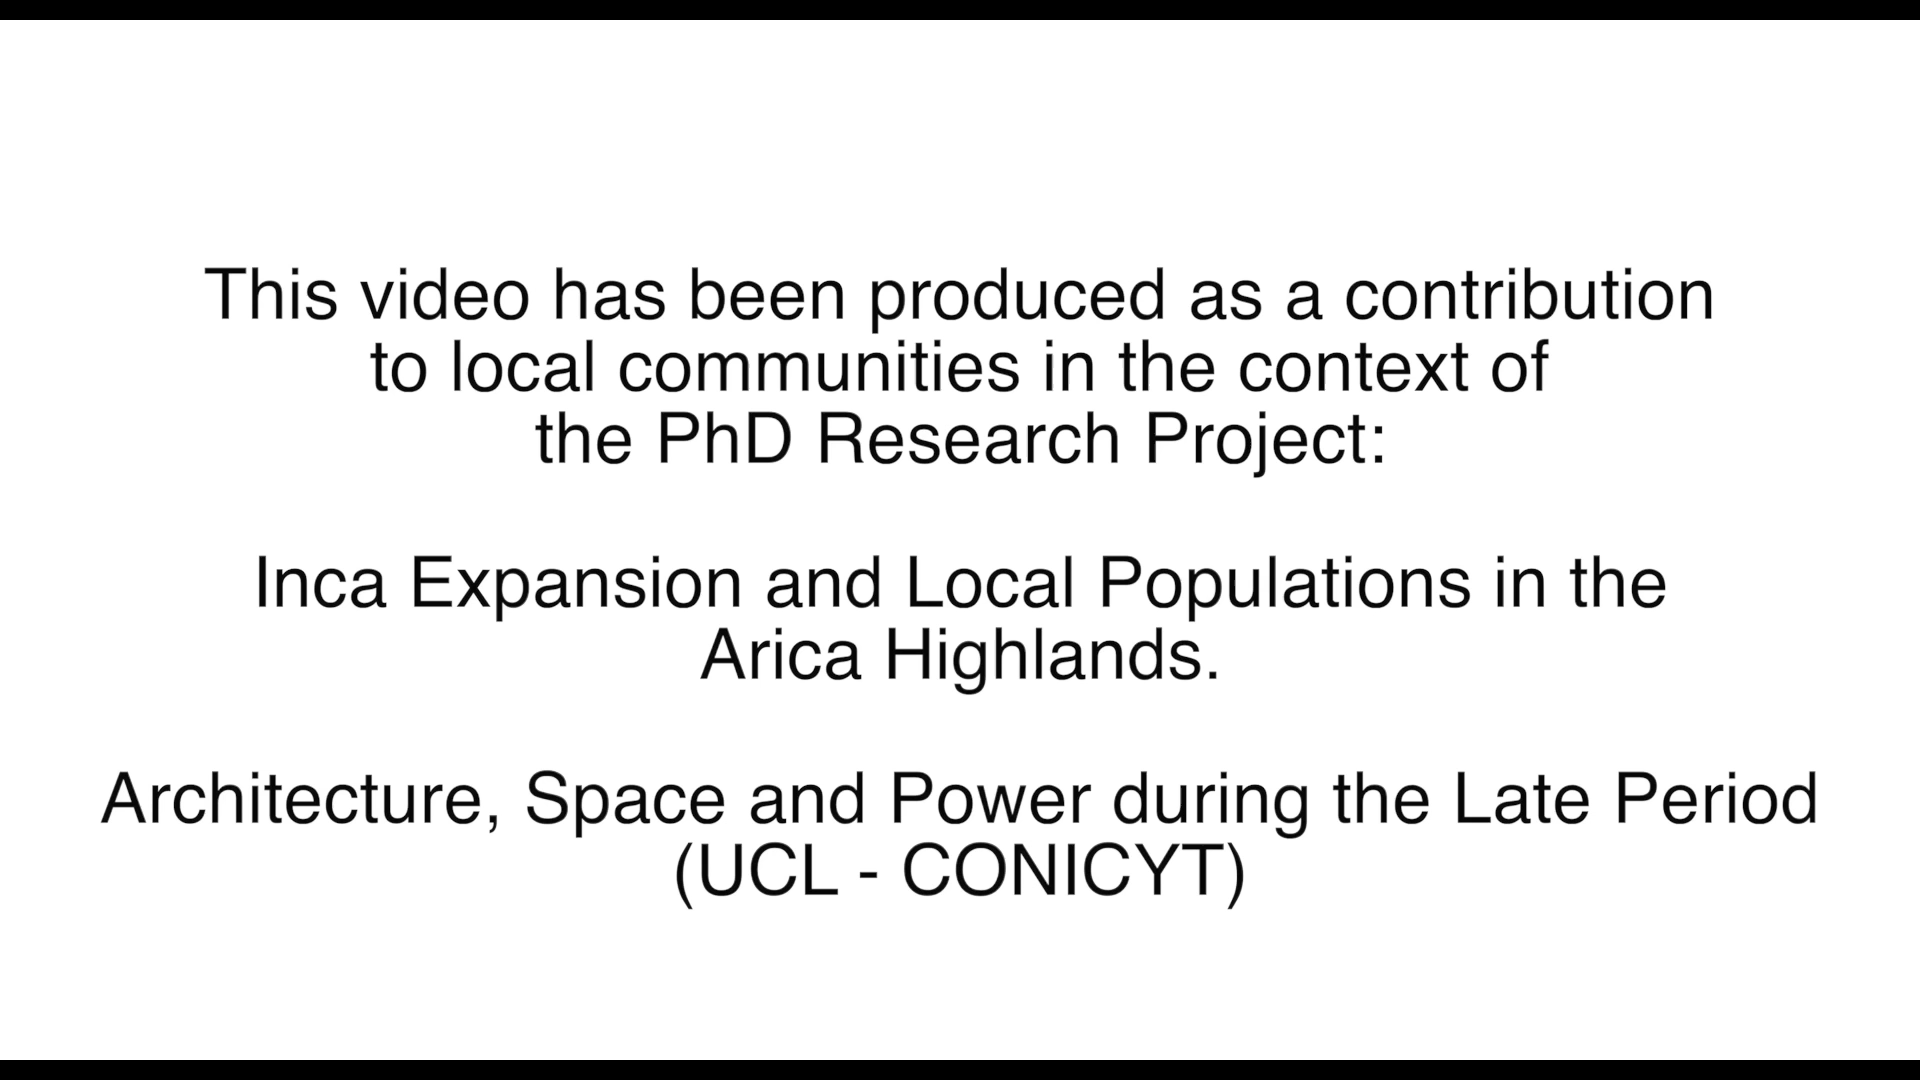 This video has been produced as a contribution
to local communities in the context of
the PhD Research Project:
Inca Expansion and Local Populations in the
Arica Highlands.
Architecture, Space and Power during the Late Period
(UCL - CONICYT)